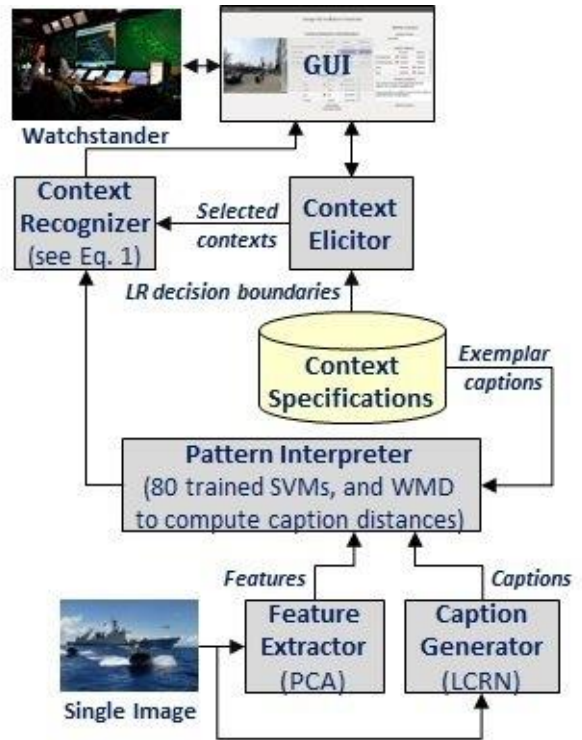 GUI
Watchstander
Context
Recognizer
(see Eq. 1)
Selected
contexts
Context
Elicitor
LR decision boundaries
Context
Specifications
Exemplar
captions
Pattern Interpreter
(80 trained SVMs, and WMD
to compute caption distances)
Features
Captions
Feature
Extractor
(PCA)
Caption
Generator
(LCRN)
Single Image